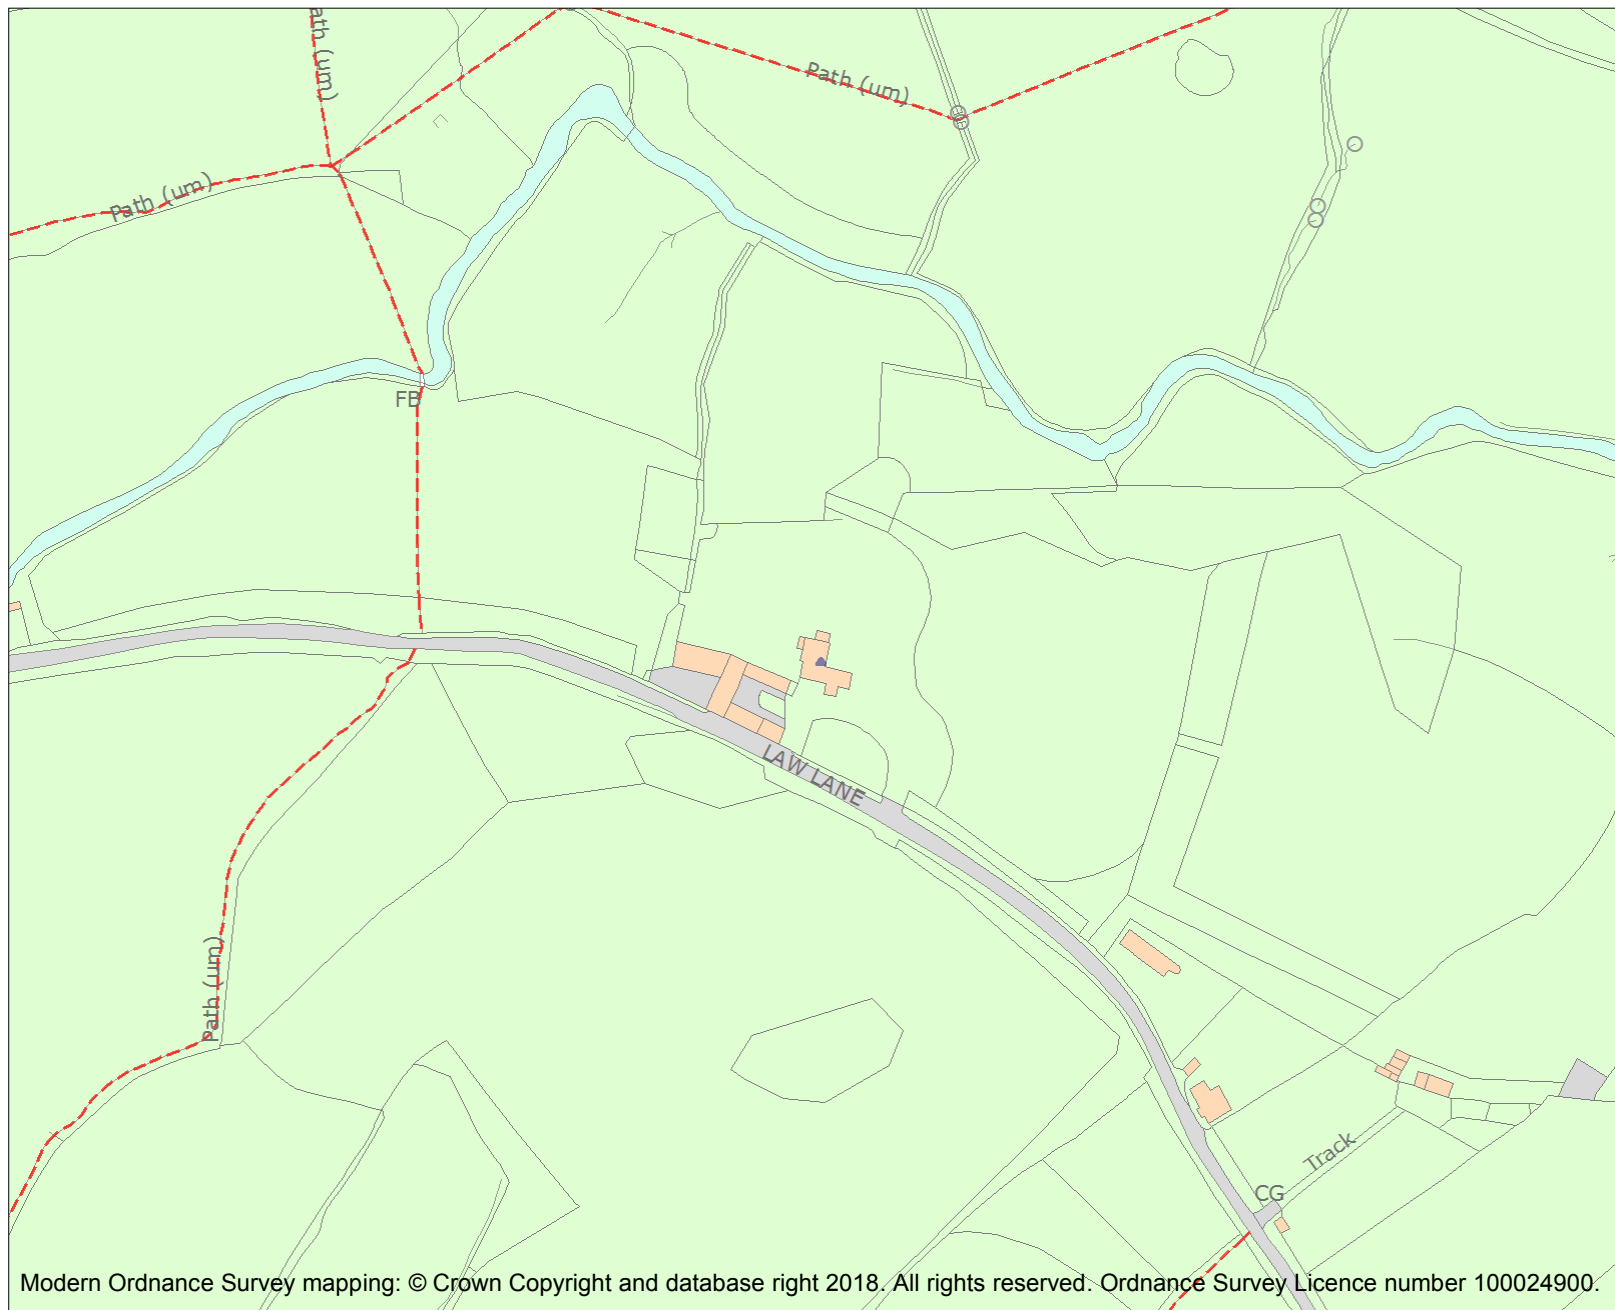 ath (um)
Path (um)
Path (um)
FB
LAW LANE
Path (um)
Track
CG
Modern Ordnance Survey mapping: © Crown Copyright and database right 2018. All rights reserved. Ordnance Survey Licence number 100024900.